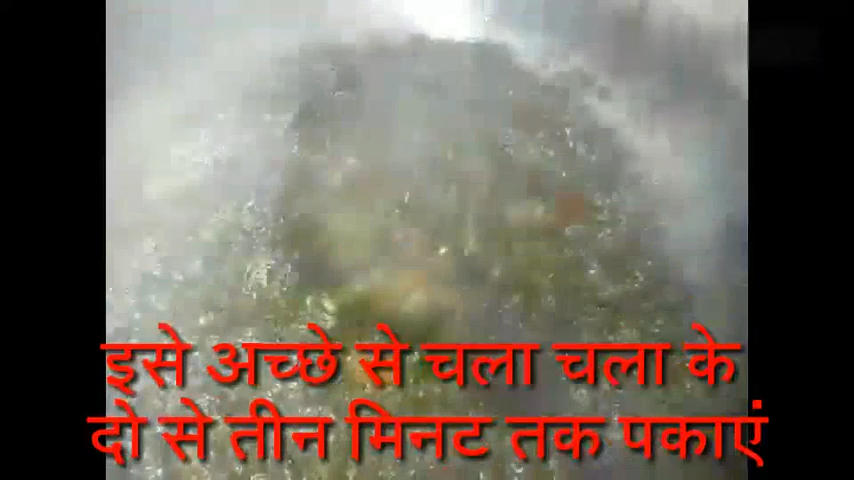 इसे अच्छे से चला चला के
दो से तीन मिनट तक पकाएं